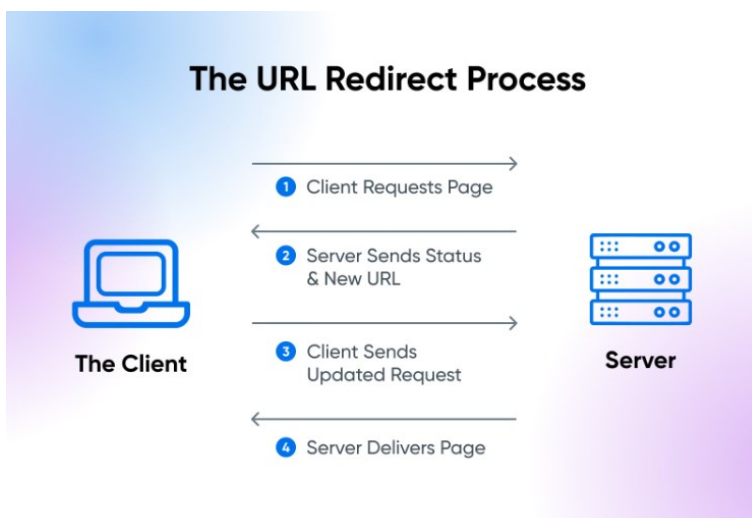 The URL Redirect Process
1 Client Requests Page
2 Server Sends Status
& New URL
3 Client Sends
Updated Request
4 Server Delivers Page
The Client
Server